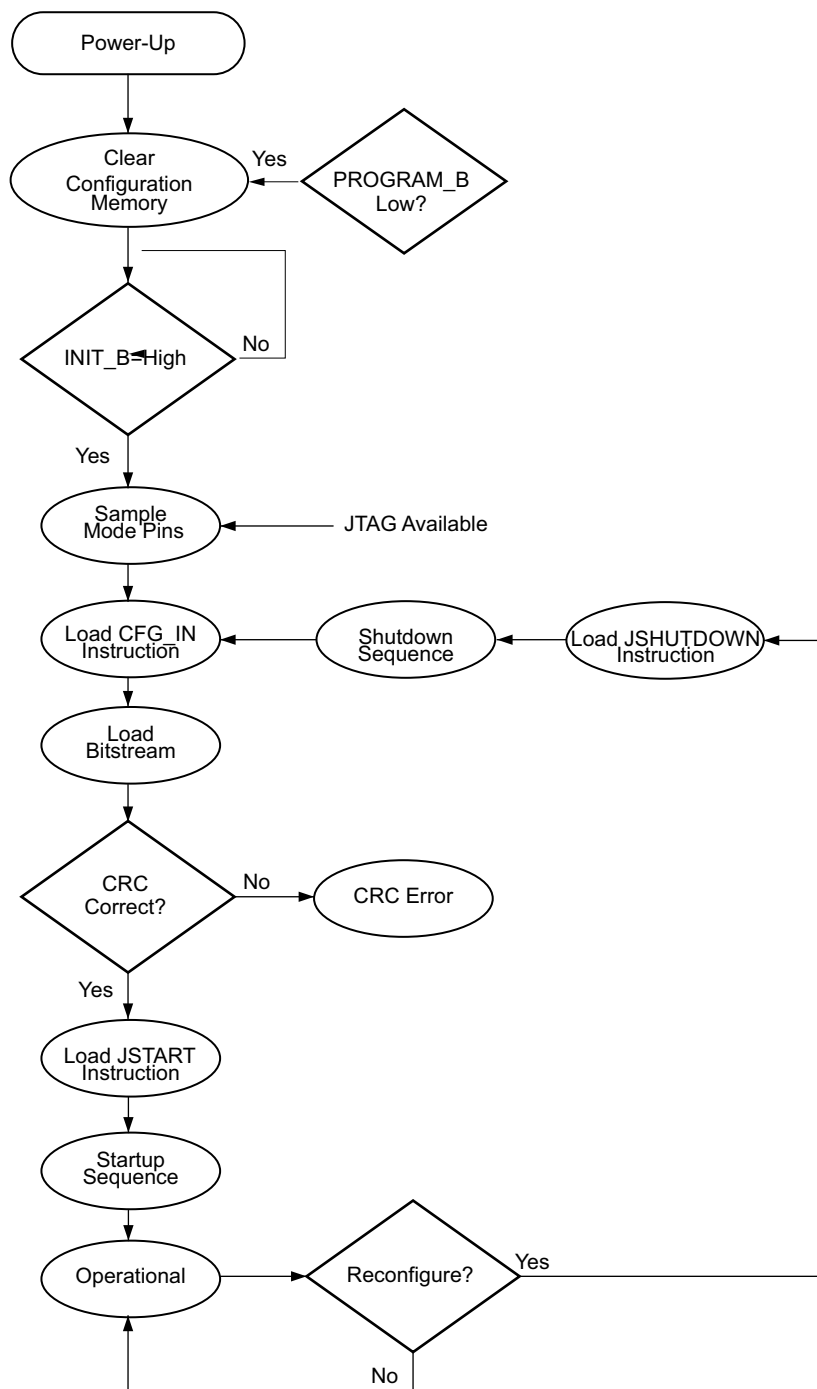 Power-Up
Clear
Configuration
Memory
Yes
PROGRAM_B
Low?
INIT_B=High
No
Yes
Sample
Mode Pins
JTAG Available
Load CFG_IN
Instruction
Shutdown
Sequence
Load JSHUTDOWN
Instruction
Load
Bitstream
CRC
Correct?
No
CRC Error
Yes
Load JSTART
Instruction
Startup
Sequence
Operational
Reconfigure?
Yes
No